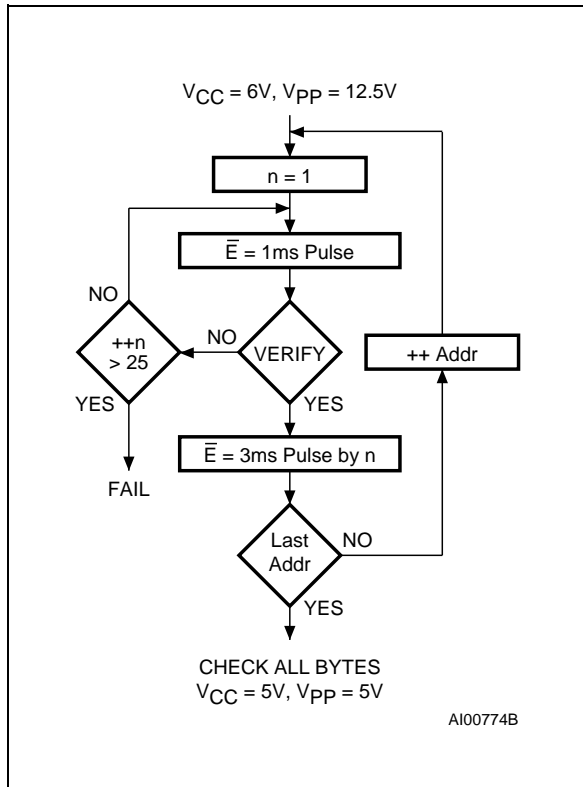 VCC = 6V, VPP = 12.5V
n = 1
E̅ = 1ms Pulse
NO
++n
> 25
NO
VERIFY
++ Addr
YES
YES
E̅ = 3ms Pulse by n
FAIL
Last
Addr
NO
YES
CHECK ALL BYTES
VCC = 5V, VPP = 5V
AI00774B